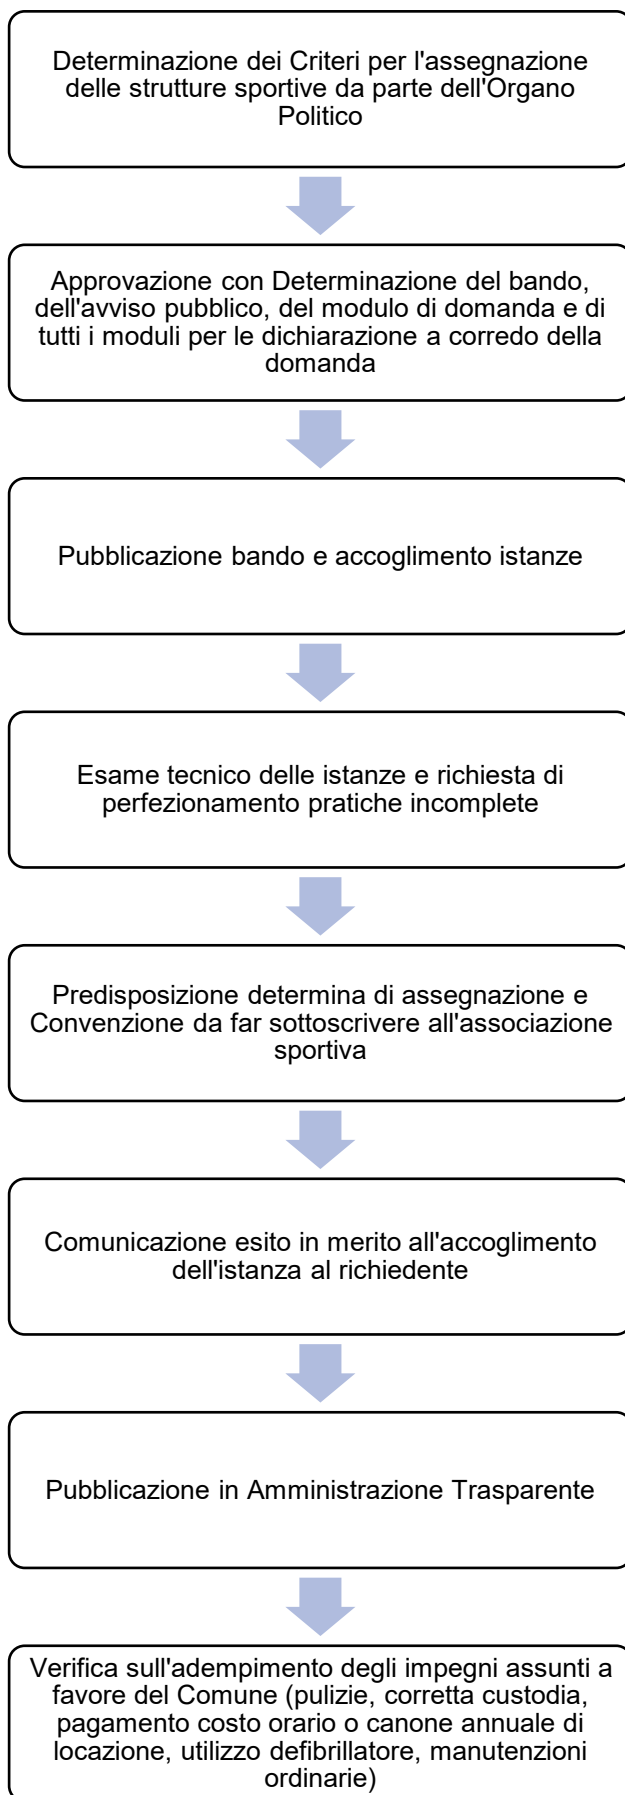 Determinazione dei Criteri per l'assegnazione
delle strutture sportive da parte dell'Organo
Politico
Approvazione con Determinazione del bando,
dell'avviso pubblico, del modulo di domanda e di
tutti i moduli per le dichiarazione a corredo della
domanda
Pubblicazione bando e accoglimento istanze
Esame tecnico delle istanze e richiesta di
perfezionamento pratiche incomplete
Predisposizione determina di assegnazione e
Convenzione da far sottoscrivere all'associazione
sportiva
Comunicazione esito in merito all'accoglimento
dell'istanza al richiedente
Pubblicazione in Amministrazione Trasparente
Verifica sull'adempimento degli impegni assunti a
favore del Comune (pulizie, corretta custodia,
pagamento costo orario o canone annuale di
locazione, utilizzo defibrillatore, manutenzioni
ordinarie)